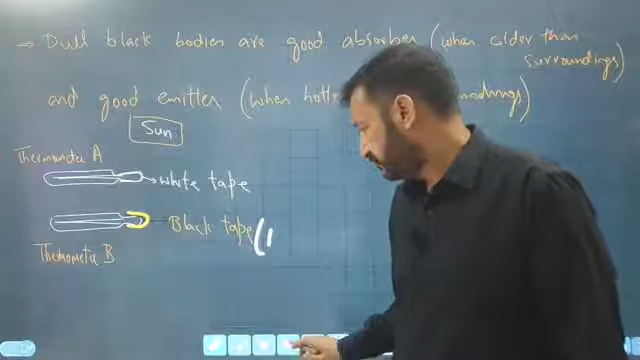 → Dull black bodies are good absorber (when colder than
surroundings)
and good emitter (when
Sun
Thermometer A
→ White tape
Black tape (
Thermometer B